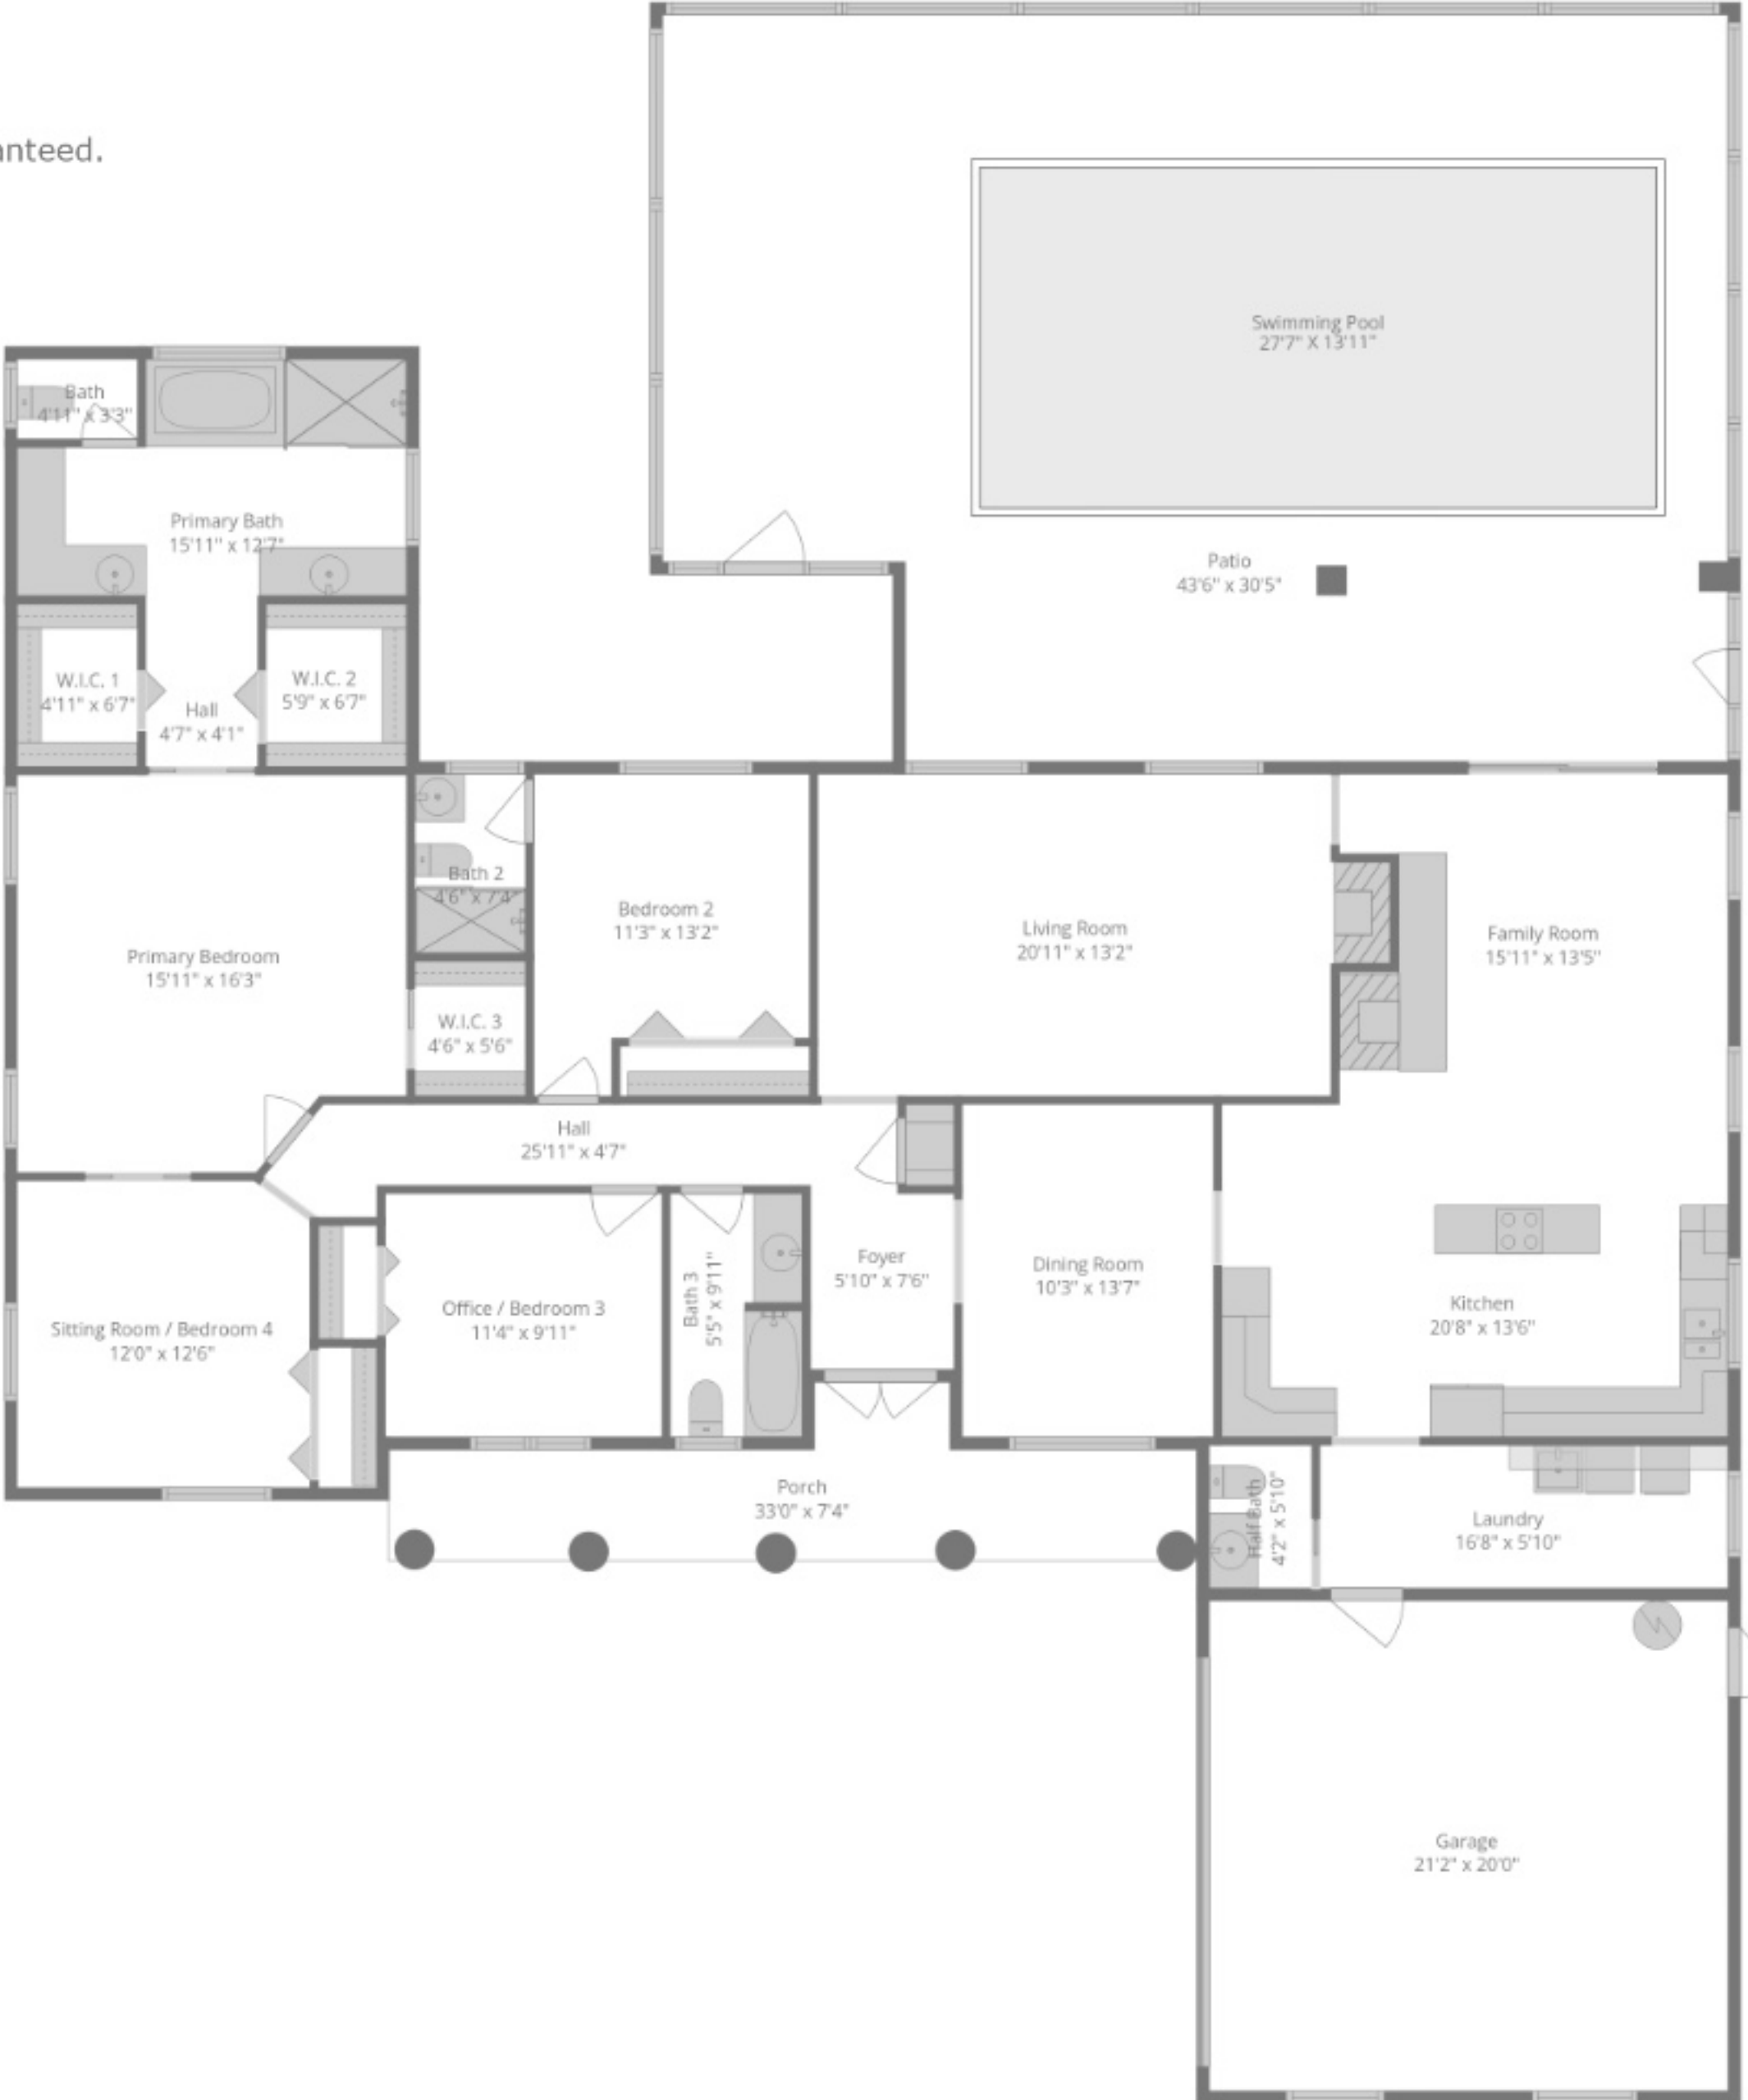 anteed.
Swimming Pool
27'7" X 13'11"
Bath
4'11" x 3'3"
Primary Bath
15'11" x 12'7"
Patio
43'6" x 30'5"
W.I.C. 1
4'11" x 6'7"
W.I.C. 2
5'9" x 6'7"
Hall
4'7" x 4'1"
Bath 2
4'6" x 7'4"
Bedroom 2
11'3" x 13'2"
Living Room
20'11" x 13'2"
Family Room
15'11" x 13'5"
Primary Bedroom
15'11" x 16'3"
W.I.C. 3
4'6" x 5'6"
Hall
25'11" x 4'7"
Foyer
5'10" x 7'6"
Dining Room
10'3" x 13'7"
Office / Bedroom 3
11'4" x 9'11"
Bath 3
5'5" x 9'11"
Kitchen
20'8" x 13'6"
Sitting Room / Bedroom 4
12'0" x 12'6"
Porch
33'0" x 7'4"
Half Bath
4'2" x 5'10"
Laundry
16'8" x 5'10"
Garage
21'2" x 20'0"